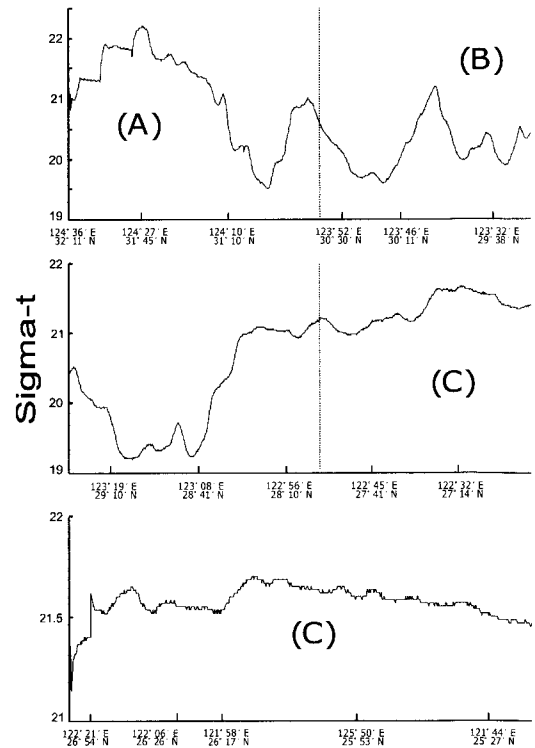 22
(B)
21
(A)
20
19
124° 36′ E 124° 27′ E 124° 10′ E 123° 52′ E 123° 46′ E 123° 32′ E
32° 11′ N 31° 45′ N 31° 10′ N 30° 30′ N 30° 11′ N 29° 38′ N
22
21
(C)
20
19
Sigma-t
123° 19′ E 123° 08′ E 122° 56′ E 122° 45′ E 122° 32′ E
29° 10′ N 28° 41′ N 28° 10′ N 27° 41′ N 27° 14′ N
22
21.5
(C)
21
122° 21′ E 122° 06′ E 121° 58′ E 125° 50′ E 121° 44′ E
26° 54′ N 26° 26′ N 26° 17′ N 25° 53′ N 25° 27′ N